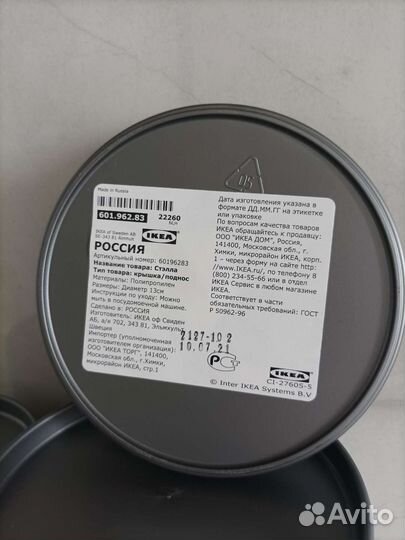 Made in Russia
601.962.83
22260
IKEA of Sweden AB
SE-343 81 Älmhult
IKEA
РОССИЯ
Артикульный номер: 60196283
Название товара: Стэлла
Тип товара: крышка/поднос
Материалы: Полипропилен
Размеры: Диаметр 13см
Инструкции по уходу: Можно
мыть в посудомоечной машине.
Сделано в: РОССИЯ
Изготовитель: ИКЕА оф Свиден
АБ, а/я 702, 343 81, Эльмхульт,
Швеция
Импортер (уполномоченная
изготовителем организация):
ООО "ИКЕА ТОРГ", 141400,
Московская обл., г. Химки,
микрорайон ИКЕА, стр.1
Дата изготовления указана в
формате ДД.ММ.ГГ на этикетке
или упаковке
По вопросам качества товаров
ИКЕА обращайтесь к продавцу:
ООО "ИКЕА ДОМ", Россия,
141400, Московская обл., г.
Химки, микрорайон ИКЕА, корп.
1 – через форму на сайте http:
//www.IKEA.ru/, по телефону 8
(800) 234-55-66 или в отделе
ИКЕА Сервис в любом магазине
ИКЕА.
Соответствует в части
обязательных требований: ГОСТ
Р 50962-96
2127-102
10.07.21
РСТ
IKEA
CI-27605-5
© Inter IKEA Systems B.V
Avito